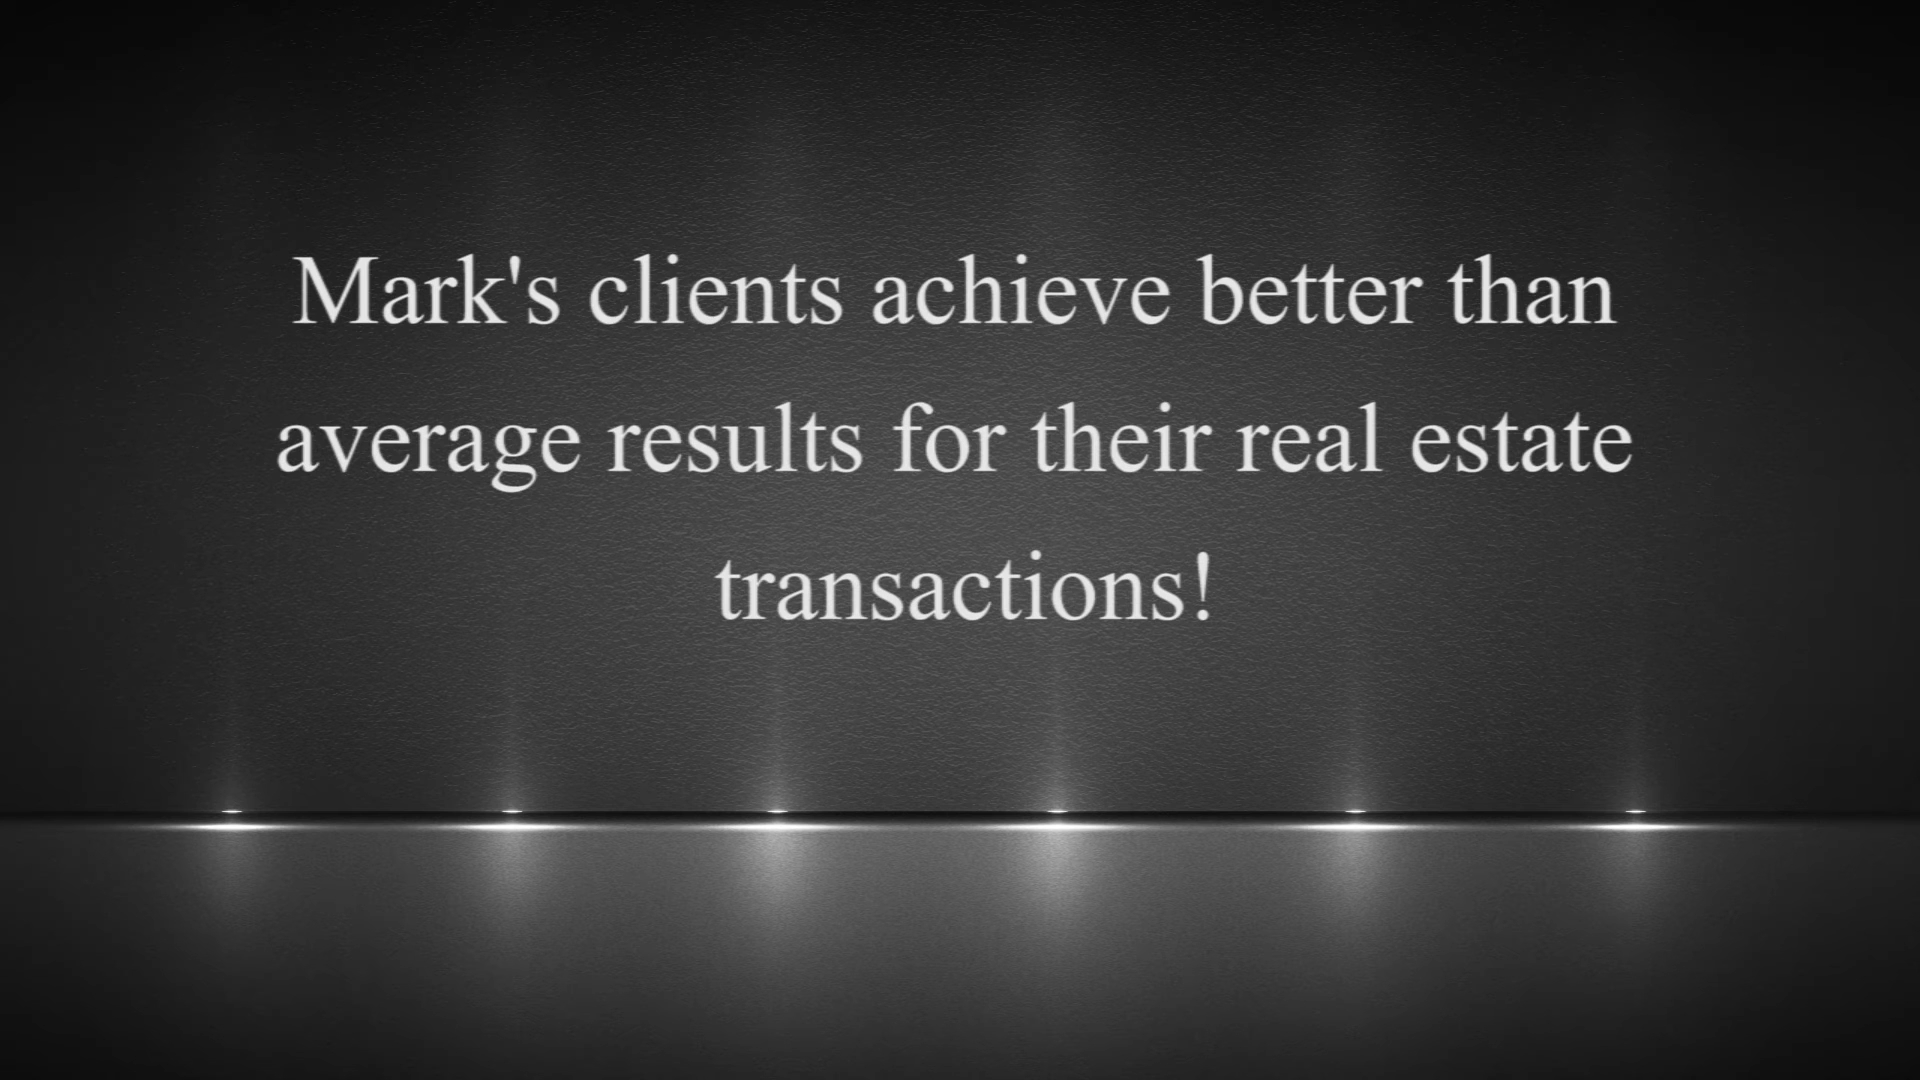 Mark's clients achieve better than
average results for their real estate
transactions!